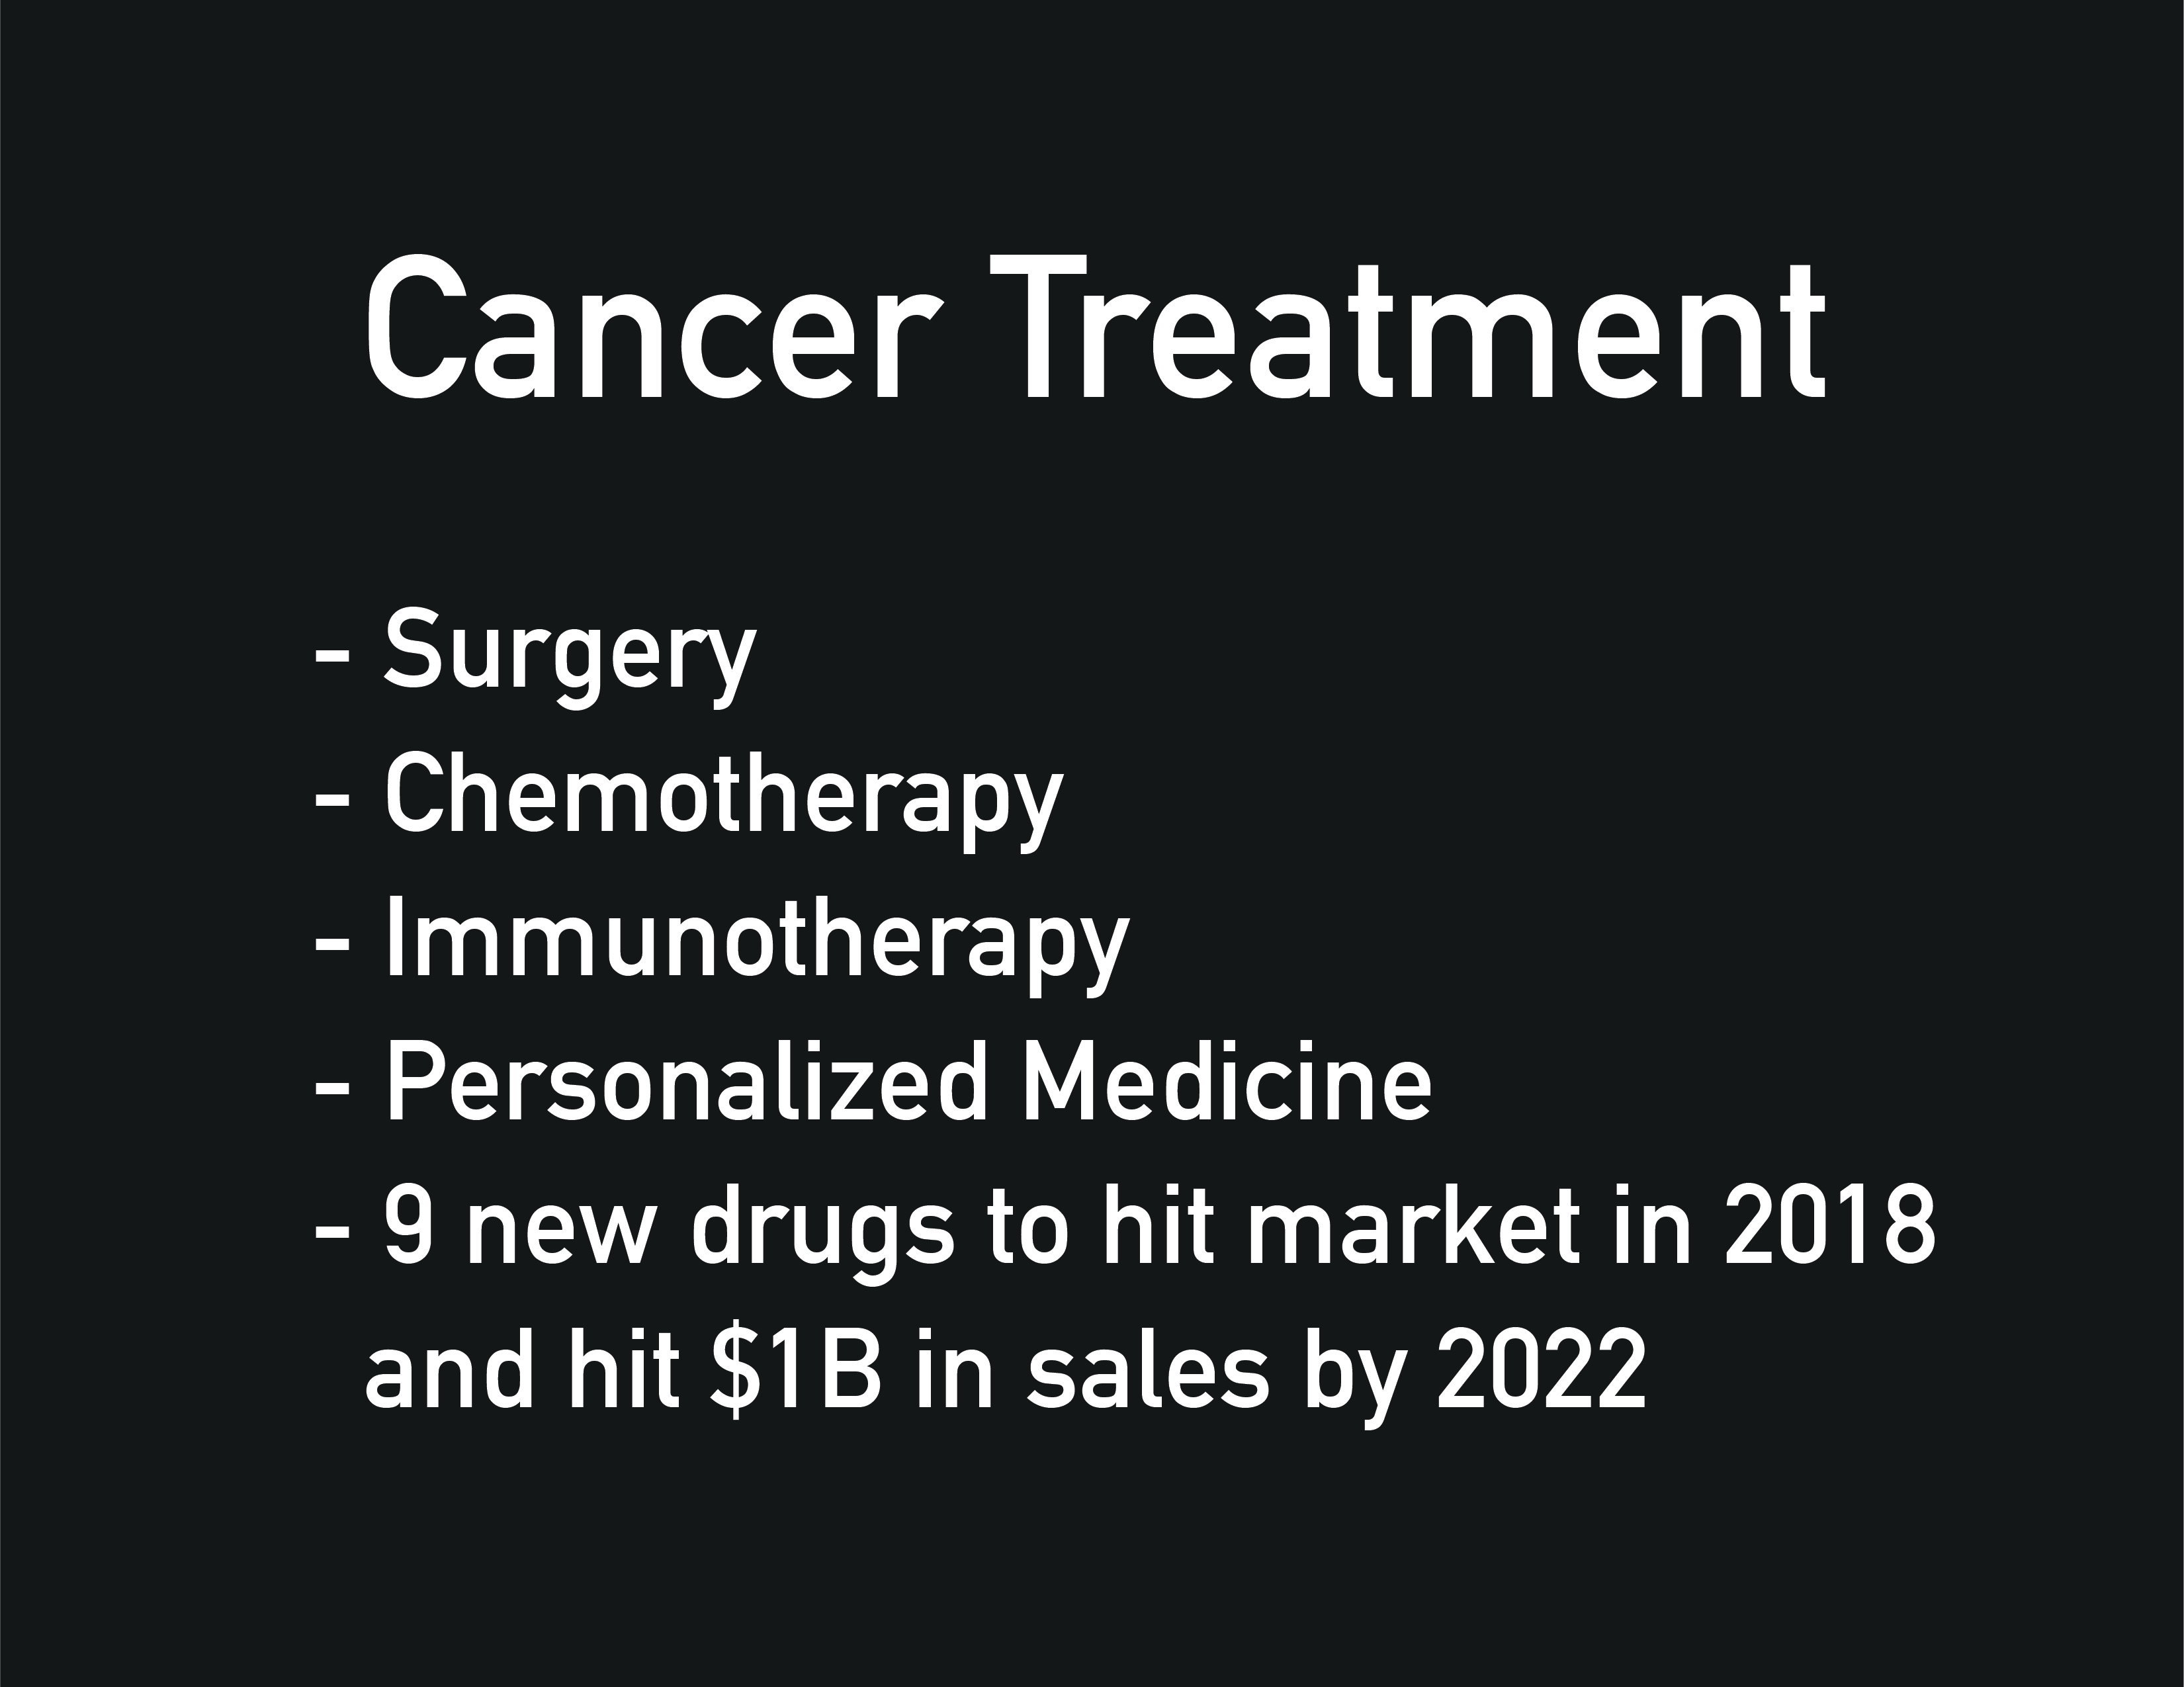 Cancer Treatment
- Surgery
- Chemotherapy
- Immunotherapy
- Personalized Medicine
- 9 new drugs to hit market in 2018
and hit $1B in sales by 2022